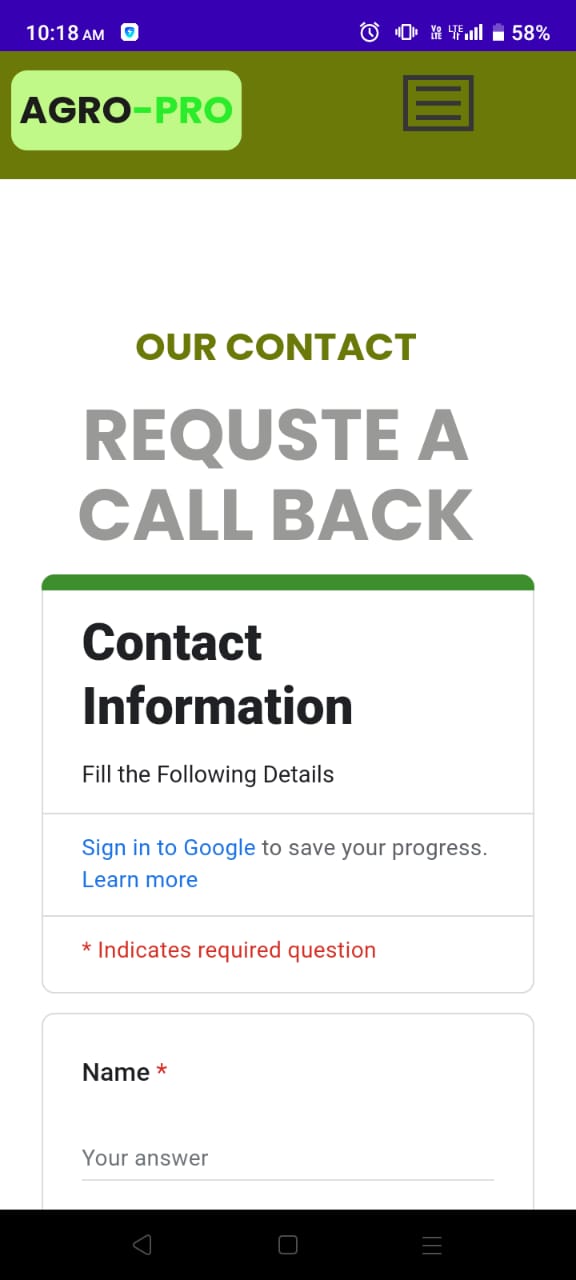 10:18 AM
Vo LTE LTE 58%
AGRO-PRO
OUR CONTACT
REQUSTE A
CALL BACK
Contact
Information
Fill the Following Details
Sign in to Google to save your progress.
Learn more
* Indicates required question
Name *
Your answer